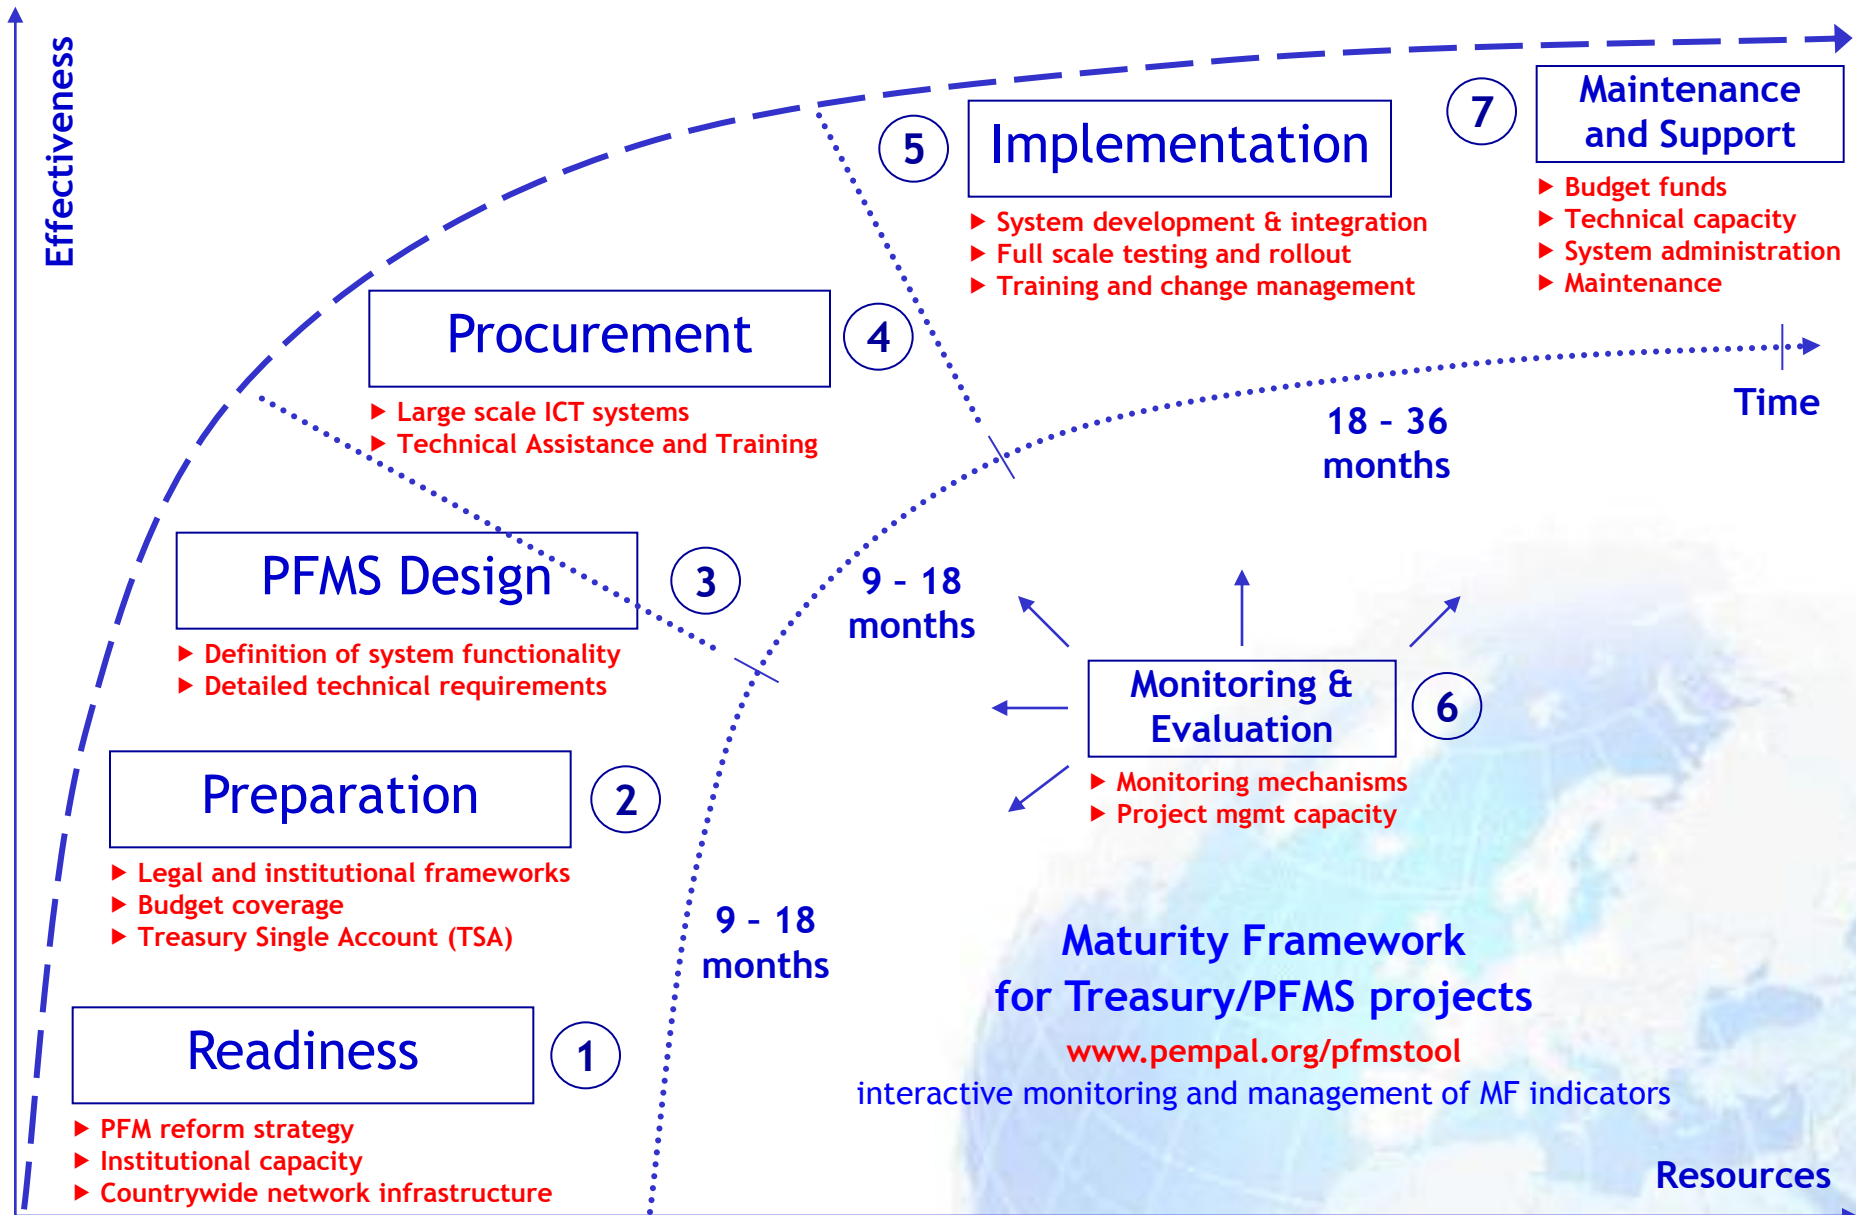 Effectiveness
5
Implementation
▶ System development & integration
▶ Full scale testing and rollout
▶ Training and change management
7
Maintenance
and Support
▶ Budget funds
▶ Technical capacity
▶ System administration
▶ Maintenance
Procurement
4
▶ Large scale ICT systems
▶ Technical Assistance and Training
Time
18 – 36
months
PFMS Design
3
▶ Definition of system functionality
▶ Detailed technical requirements
9 – 18
months
Monitoring &
Evaluation
6
▶ Monitoring mechanisms
▶ Project mgmt capacity
Preparation
2
▶ Legal and institutional frameworks
▶ Budget coverage
▶ Treasury Single Account (TSA)
9 – 18
months
Readiness
1
▶ PFM reform strategy
▶ Institutional capacity
▶ Countrywide network infrastructure
Maturity Framework
for Treasury/PFMS projects
www.pempal.org/pfmstool
interactive monitoring and management of MF indicators
Resources